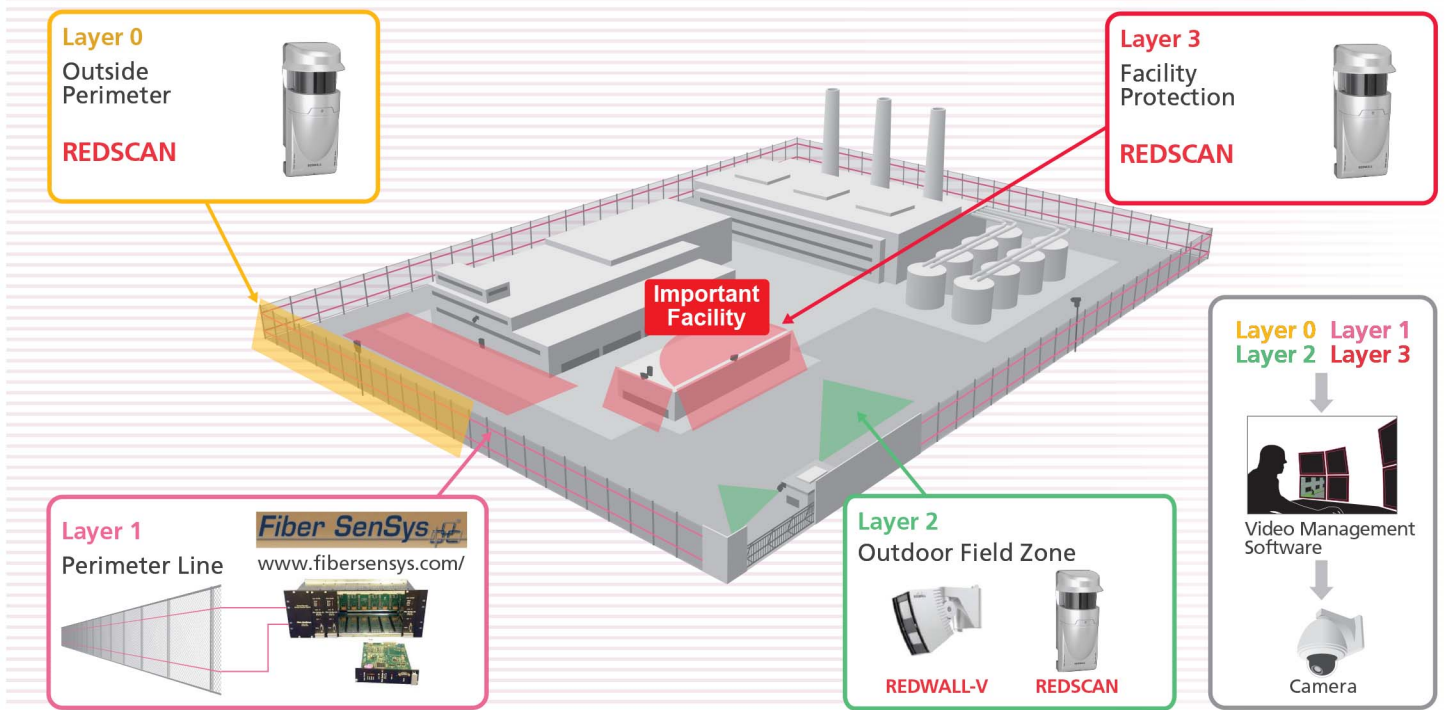 Layer 0
Outside
Perimeter
REDSCAN
Layer 3
Facility
Protection
REDSCAN
Important
Facility
Layer 1
Perimeter Line
Fiber SenSys
www.fibersensys.com/
Layer 2
Outdoor Field Zone
REDWALL-V
REDSCAN
Layer 0 Layer 1
Layer 2 Layer 3
Video Management
Software
Camera